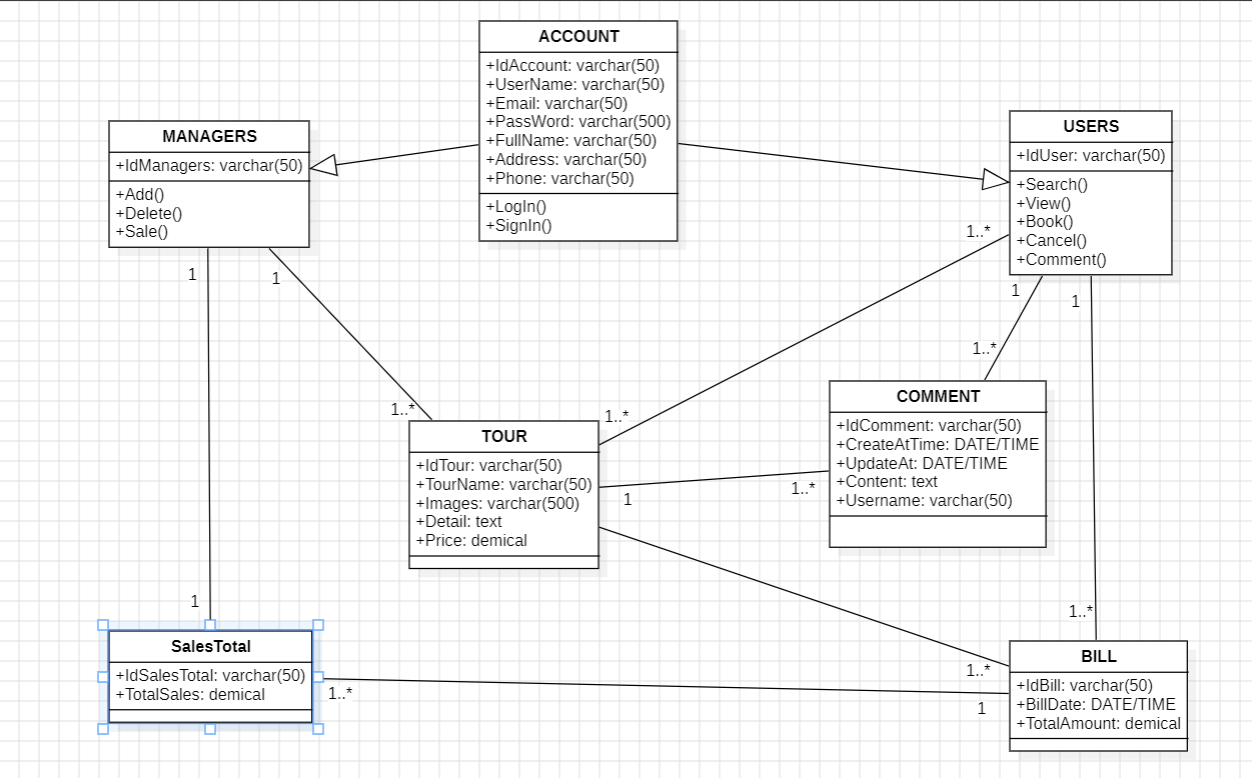 ACCOUNT
+IdAccount: varchar(50)
+UserName: varchar(50)
+Email: varchar(50)
+PassWord: varchar(500)
+FullName: varchar(50)
+Address: varchar(50)
+Phone: varchar(50)
+LogIn()
+SignIn()
MANAGERS
+IdManagers: varchar(50)
+Add()
+Delete()
+Sale()
USERS
+IdUser: varchar(50)
+Search()
+View()
+Book()
+Cancel()
+Comment()
1..*
1
1
1
1
1..*
1..*
1..*
TOUR
+IdTour: varchar(50)
+TourName: varchar(50)
+Images: varchar(500)
+Detail: text
+Price: demical
1
1..*
COMMENT
+IdComment: varchar(50)
+CreateAtTime: DATE/TIME
+UpdateAt: DATE/TIME
+Content: text
+Username: varchar(50)
1
1..*
SalesTotal
+IdSalesTotal: varchar(50)
+TotalSales: demical
1..*
1..*
1
BILL
+IdBill: varchar(50)
+BillDate: DATE/TIME
+TotalAmount: demical